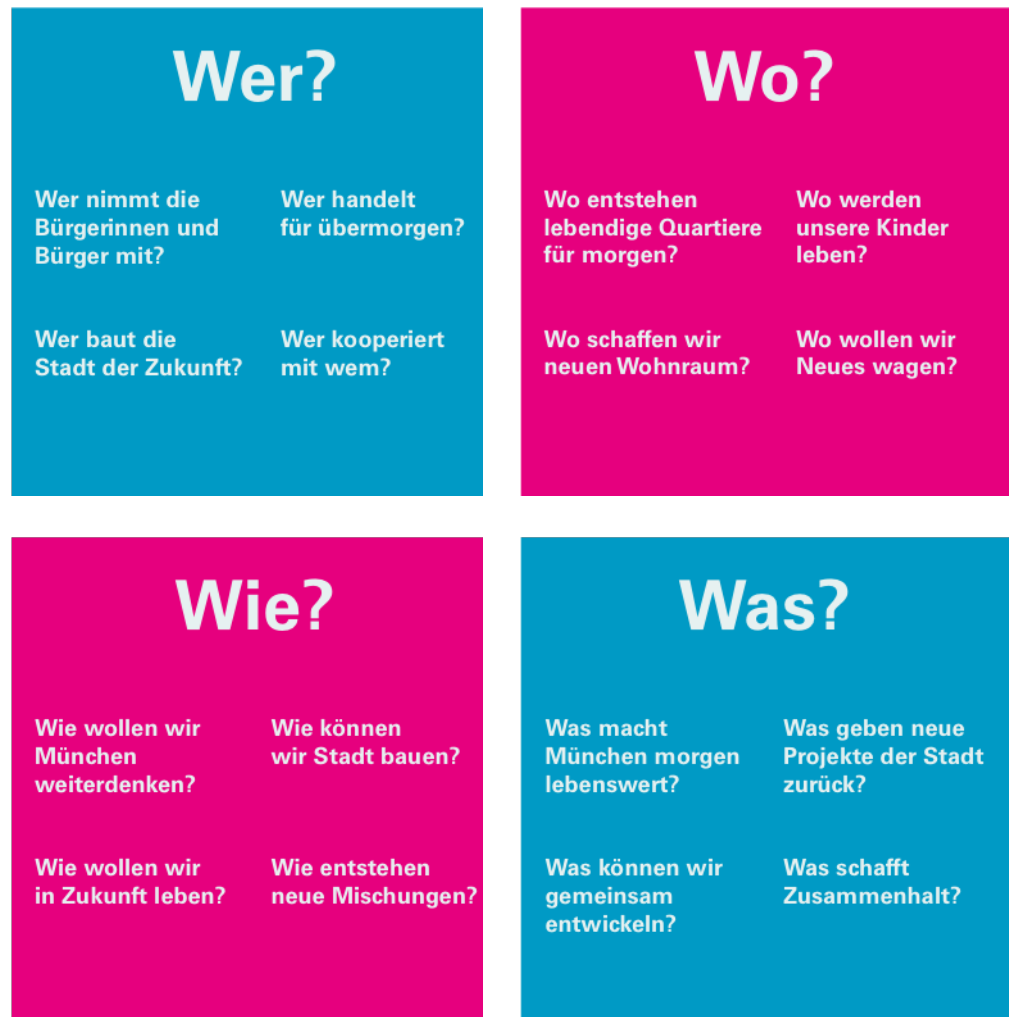 Wer?
Wer nimmt die
Bürgerinnen und
Bürger mit?
Wer handelt
für übermorgen?
Wer baut die
Stadt der Zukunft?
Wer kooperiert
mit wem?
Wo?
Wo entstehen
lebendige Quartiere
für morgen?
Wo werden
unsere Kinder
leben?
Wo schaffen wir
neuen Wohnraum?
Wo wollen wir
Neues wagen?
Wie?
Wie wollen wir
München
weiterdenken?
Wie können
wir Stadt bauen?
Wie wollen wir
in Zukunft leben?
Wie entstehen
neue Mischungen?
Was?
Was macht
München morgen
lebenswert?
Was geben neue
Projekte der Stadt
zurück?
Was können wir
gemeinsam
entwickeln?
Was schafft
Zusammenhalt?